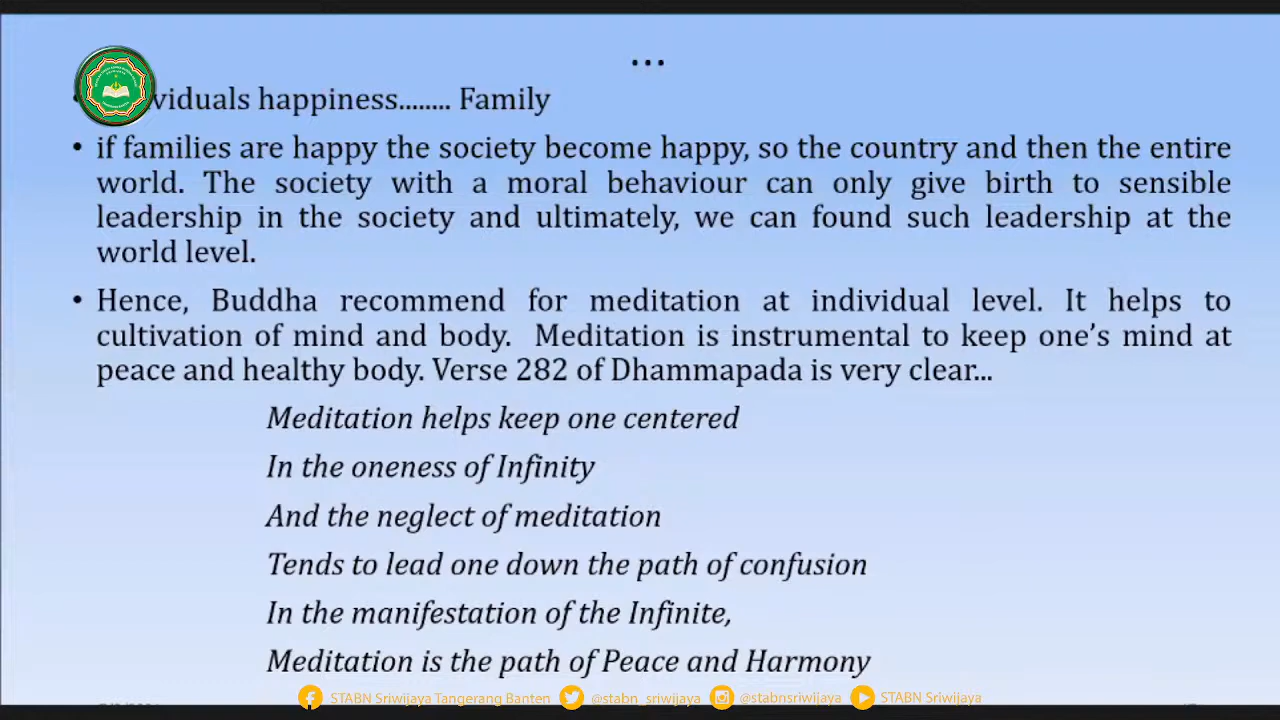 ...
viduals happiness........ Family
• if families are happy the society become happy, so the country and then the entire
world. The society with a moral behaviour can only give birth to sensible
leadership in the society and ultimately, we can found such leadership at the
world level.
• Hence, Buddha recommend for meditation at individual level. It helps to
cultivation of mind and body. Meditation is instrumental to keep one's mind at
peace and healthy body. Verse 282 of Dhammapada is very clear...
Meditation helps keep one centered
In the oneness of Infinity
And the neglect of meditation
Tends to lead one down the path of confusion
In the manifestation of the Infinite,
Meditation is the path of Peace and Harmony
STABN Sriwijaya Tangerang Banten @stabn_sriwijaya @stabnsriwijaya STABN Sriwijaya